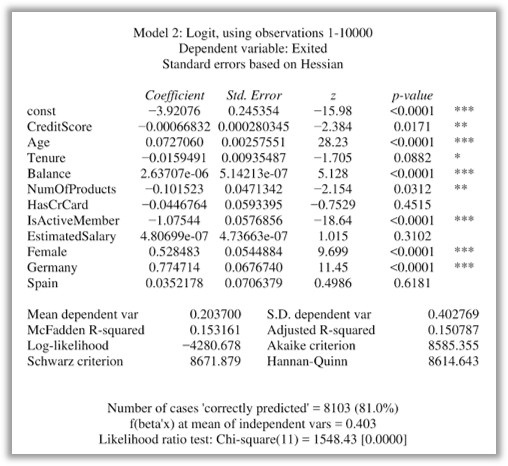 Model 2: Logit, using observations 1-10000
Dependent variable: Exited
Standard errors based on Hessian
Coefficient Std. Error z p-value
const −3.92076 0.245354 −15.98 <0.0001 ***
CreditScore −0.00066832 0.000280345 −2.384 0.0171 **
Age 0.0727060 0.00257551 28.23 <0.0001 ***
Tenure −0.0159491 0.00935487 −1.705 0.0882 *
Balance 2.63707e-06 5.14213e-07 5.128 <0.0001 ***
NumOfProducts −0.101523 0.0471342 −2.154 0.0312 **
HasCrCard −0.0446764 0.0593395 −0.7529 0.4515
IsActiveMember −1.07544 0.0576856 −18.64 <0.0001 ***
EstimatedSalary 4.80699e-07 4.73663e-07 1.015 0.3102
Female 0.528483 0.0544884 9.699 <0.0001 ***
Germany 0.774714 0.0676740 11.45 <0.0001 ***
Spain 0.0352178 0.0706379 0.4986 0.6181
Mean dependent var 0.203700 S.D. dependent var 0.402769
McFadden R-squared 0.153161 Adjusted R-squared 0.150787
Log-likelihood −4280.678 Akaike criterion 8585.355
Schwarz criterion 8671.879 Hannan-Quinn 8614.643
Number of cases 'correctly predicted' = 8103 (81.0%)
f(beta'x) at mean of independent vars = 0.403
Likelihood ratio test: Chi-square(11) = 1548.43 [0.0000]